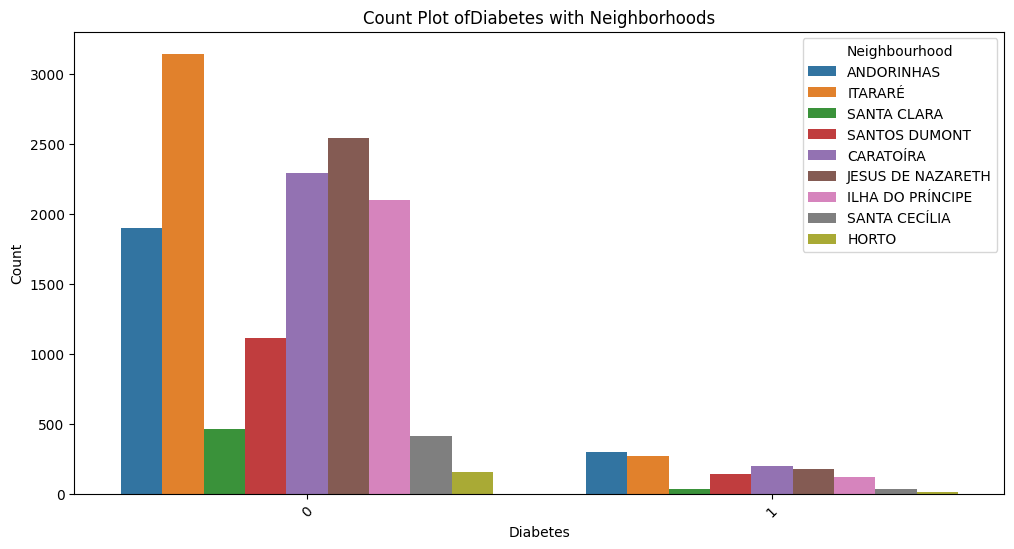 Count Plot ofDiabetes with Neighborhoods
Neighbourhood
ANDORINHAS
ITARARÉ
SANTA CLARA
SANTOS DUMONT
CARATOÍRA
JESUS DE NAZARETH
ILHA DO PRÍNCIPE
SANTA CECÍLIA
HORTO
3000
2500
2000
1500
1000
500
0
Count
0
1
Diabetes